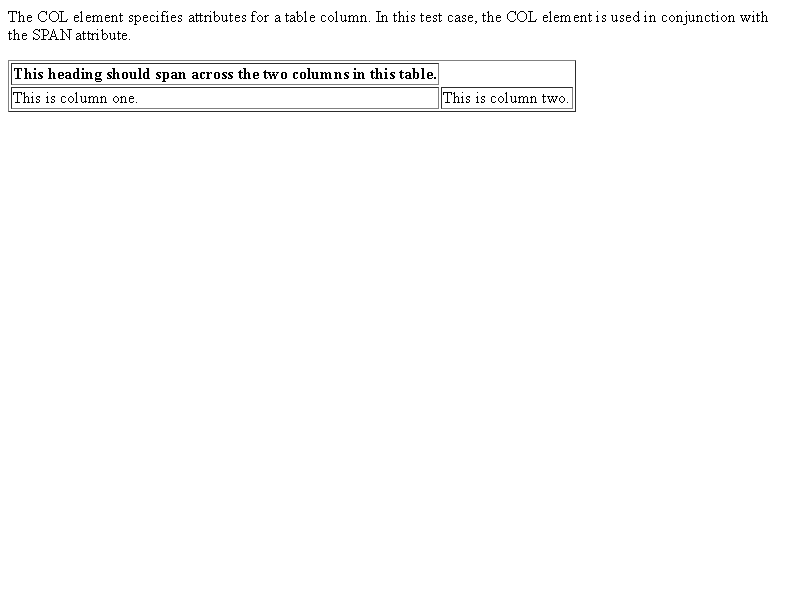 The COL element specifies attributes for a table column. In this test case, the COL element is used in conjunction with
the SPAN attribute.
This heading should span across the two columns in this table.
This is column one. This is column two.